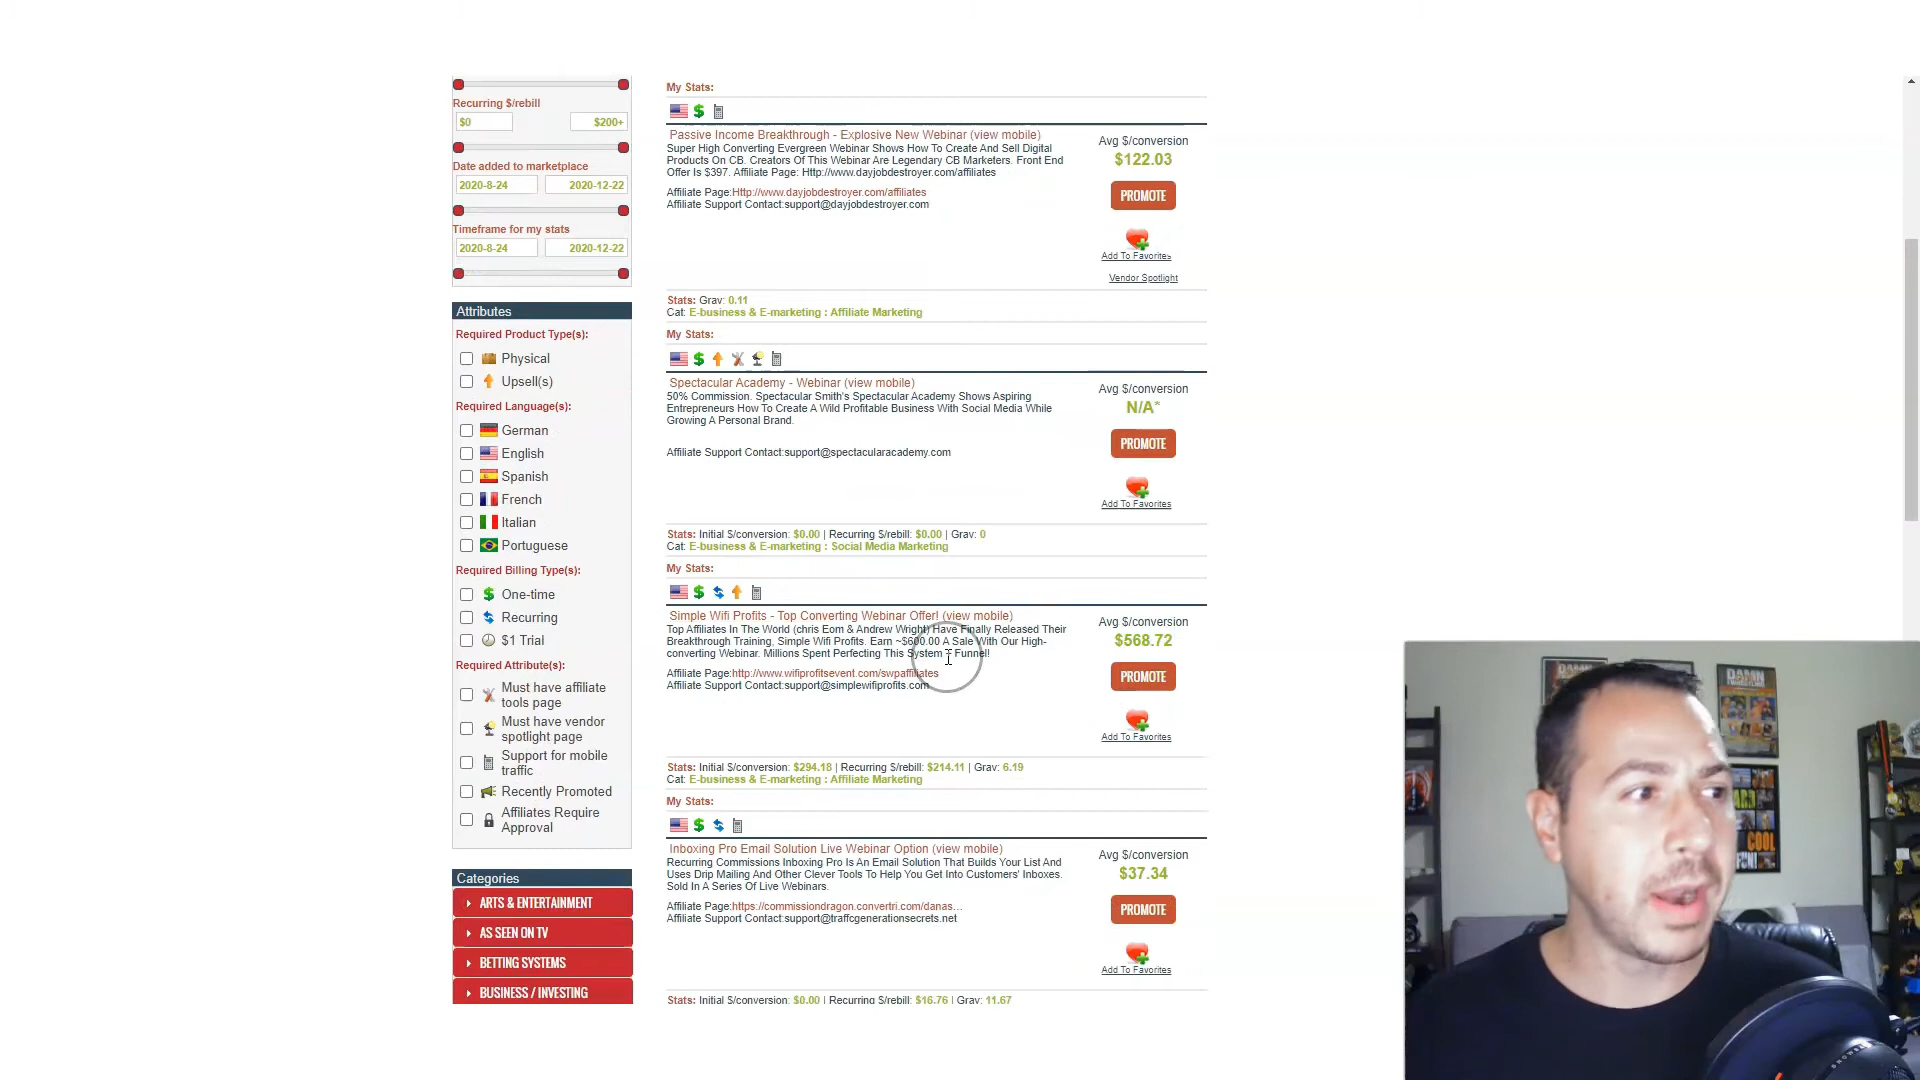 Recurring $/rebill
$0
$200+
Date added to marketplace
2020-8-24
2020-12-22
Timeframe for my stats
2020-8-24
2020-12-22
Attributes
Required Product Type(s):
Physical
Upsell(s)
Required Language(s):
German
English
Spanish
French
Italian
Portuguese
Required Billing Type(s):
One-time
Recurring
$1 Trial
Required Attribute(s):
Must have affiliate
tools page
Must have vendor
spotlight page
Support for mobile
traffic
Recently Promoted
Affiliates Require
Approval
Categories
ARTS & ENTERTAINMENT
AS SEEN ON TV
BETTING SYSTEMS
BUSINESS / INVESTING
My Stats:
Passive Income Breakthrough - Explosive New Webinar (view mobile)
Super High Converting Evergreen Webinar Shows How To Create And Sell Digital
Products On CB. Creators Of This Webinar Are Legendary CB Marketers. Front End
Offer Is $397. Affiliate Page: Http://www.dayjobdestroyer.com/affiliates
Affiliate Page:Http://www.dayjobdestroyer.com/affiliates
Affiliate Support Contact:support@dayjobdestroyer.com
Avg $/conversion
$122.03
PROMOTE
Add To Favorites
Vendor Spotlight
Stats: Grav: 0.11
Cat: E-business & E-marketing : Affiliate Marketing
My Stats:
Spectacular Academy - Webinar (view mobile)
50% Commission. Spectacular Smith's Spectacular Academy Shows Aspiring
Entrepreneurs How To Create A Wild Profitable Business With Social Media While
Growing A Personal Brand.
Affiliate Support Contact:support@spectacularacademy.com
Avg $/conversion
N/A*
PROMOTE
Add To Favorites
Stats: Initial $/conversion: $0.00 | Recurring $/rebill: $0.00 | Grav: 0
Cat: E-business & E-marketing : Social Media Marketing
My Stats:
Simple Wifi Profits - Top Converting Webinar Offer! (view mobile)
Top Affiliates In The World (chris Eom & Andrew Wright) Have Finally Released Their
Breakthrough Training, Simple Wifi Profits. Earn ~$600.00 A Sale With Our High-
converting Webinar. Millions Spent Perfecting This System + Funnel!
Affiliate Page:http://www.wifiprofitsevent.com/swpaffiliates
Affiliate Support Contact:support@simplewifiprofits.com
Avg $/conversion
$568.72
PROMOTE
Add To Favorites
Stats: Initial $/conversion: $294.18 | Recurring $/rebill: $214.11 | Grav: 6.19
Cat: E-business & E-marketing : Affiliate Marketing
My Stats:
Inboxing Pro Email Solution Live Webinar Option (view mobile)
Recurring Commissions Inboxing Pro Is An Email Solution That Builds Your List And
Uses Drip Mailing And Other Clever Tools To Help You Get Into Customers' Inboxes.
Sold In A Series Of Live Webinars.
Affiliate Page:https://commissiondragon.convertri.com/danas...
Affiliate Support Contact:support@traffcgenerationsecrets.net
Avg $/conversion
$37.34
PROMOTE
Add To Favorites
Stats: Initial $/conversion: $0.00 | Recurring $/rebill: $16.76 | Grav: 11.67
DAMN
DAMN
COOL